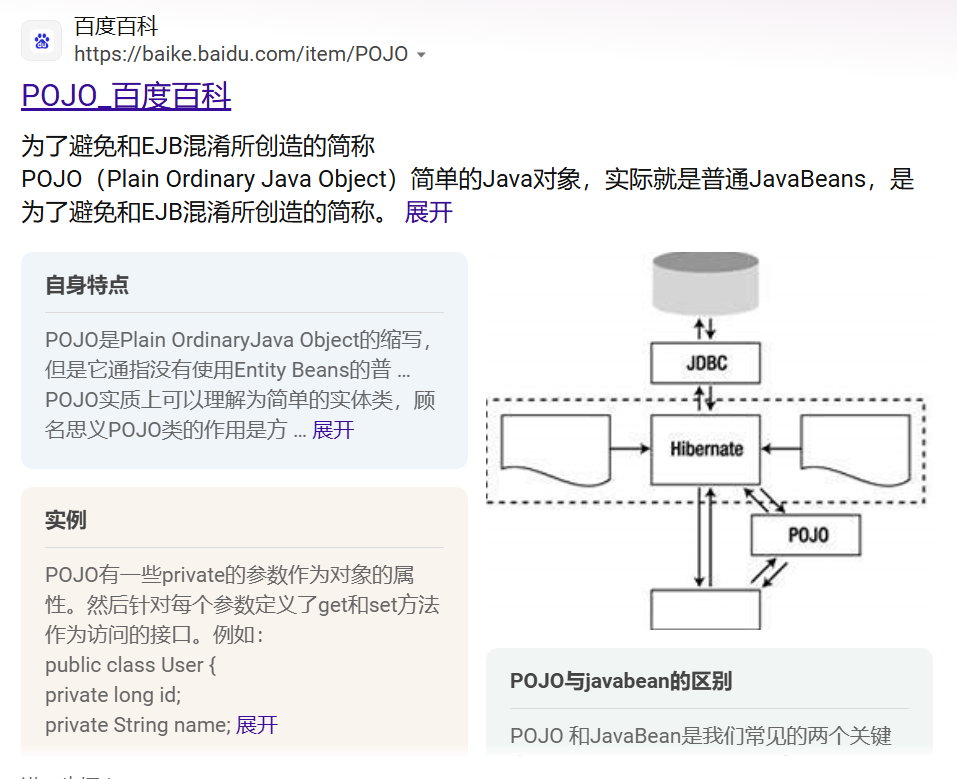 百度百科
https://baike.baidu.com/item/POJO
POJO_百度百科
为了避免和EJB混淆所创造的简称
POJO（Plain Ordinary Java Object）简单的Java对象，实际就是普通JavaBeans，是
为了避免和EJB混淆所创造的简称。 展开
自身特点
POJO是Plain OrdinaryJava Object的缩写，
但是它通指没有使用Entity Beans的普 ...
POJO实质上可以理解为简单的实体类，顾
名思义POJO类的作用是方 ... 展开
实例
POJO有一些private的参数作为对象的属
性。然后针对每个参数定义了get和set方法
作为访问的接口。例如：
public class User {
private long id;
private String name; 展开
JDBC
Hibernate
POJO
POJO与javabean的区别
POJO 和JavaBean是我们常见的两个关键